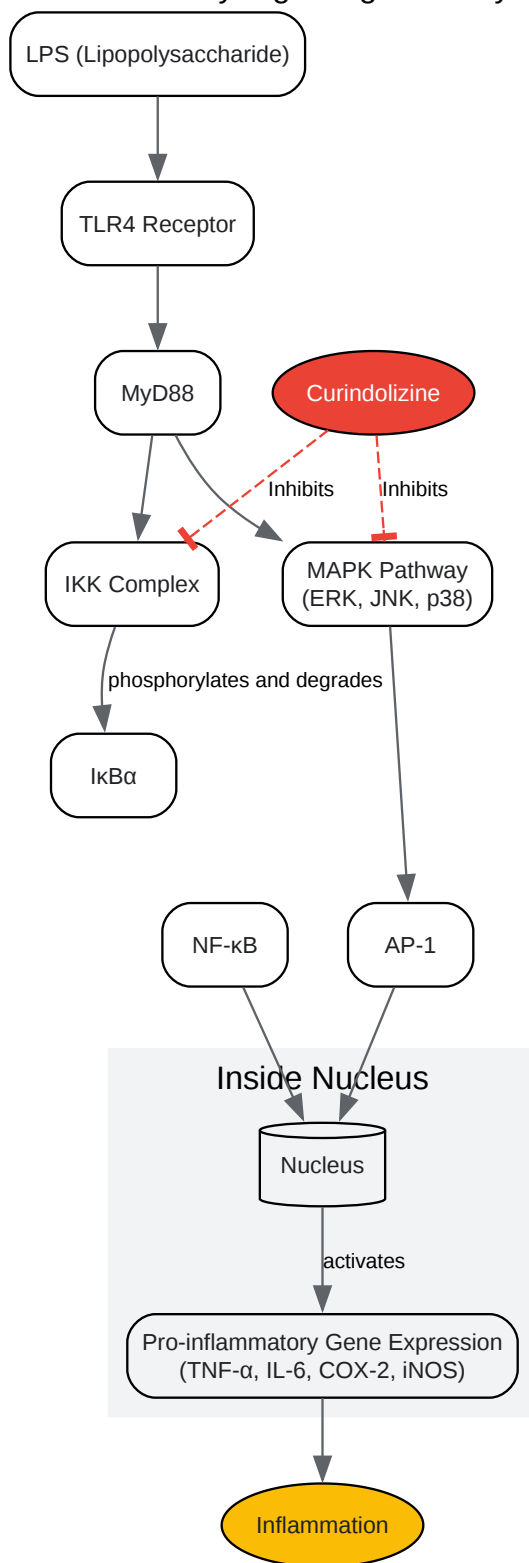 LPS (Lipopolysaccharide)
TLR4 Receptor
MyD88
Curindolizine
Inhibits
Inhibits
IKK Complex
MAPK Pathway
(ERK, JNK, p38)
phosphorylates and degrades
IκBα
NF-κB
AP-1
Inside Nucleus
Nucleus
activates
Pro-inflammatory Gene Expression
(TNF-α, IL-6, COX-2, iNOS)
Inflammation